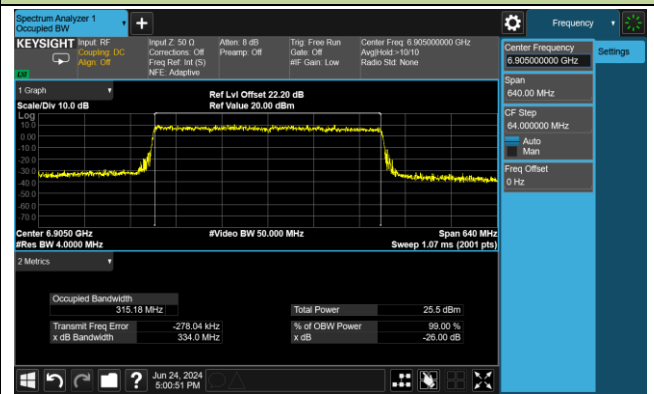 Spectrum Analyzer 1
Occupied BW
Frequency
KEYSIGHT
Input: RF
Coupling: DC
Align: Off
Input Z: 50 Ω
Corrections: Off
Freq Ref: Int (S)
NFE: Adaptive
Atten: 8 dB
Preamp: Off
Trig: Free Run
Gate: Off
#IF Gain: Low
Center Freq: 6.905000000 GHz
Avg|Hold:>10/10
Radio Std: None
1 Graph
Scale/Div 10.0 dB
Ref Lvl Offset 22.20 dB
Ref Value 20.00 dBm
Log
10.0
0.00
-10.0
-20.0
-30.0
-40.0
-50.0
-60.0
-70.0
Center 6.9050 GHz
#Video BW 50.000 MHz
Span 640 MHz
#Res BW 4.0000 MHz
Sweep 1.07 ms (2001 pts)
2 Metrics
Occupied Bandwidth
315.18 MHz
Total Power 25.5 dBm
Transmit Freq Error -278.04 kHz
% of OBW Power 99.00 %
x dB Bandwidth 334.0 MHz
x dB -26.00 dB
Center Frequency
6.905000000 GHz
Settings
Span
640.00 MHz
CF Step
64.000000 MHz
Auto
Man
Freq Offset
0 Hz
Jun 24, 2024
5:00:51 PM